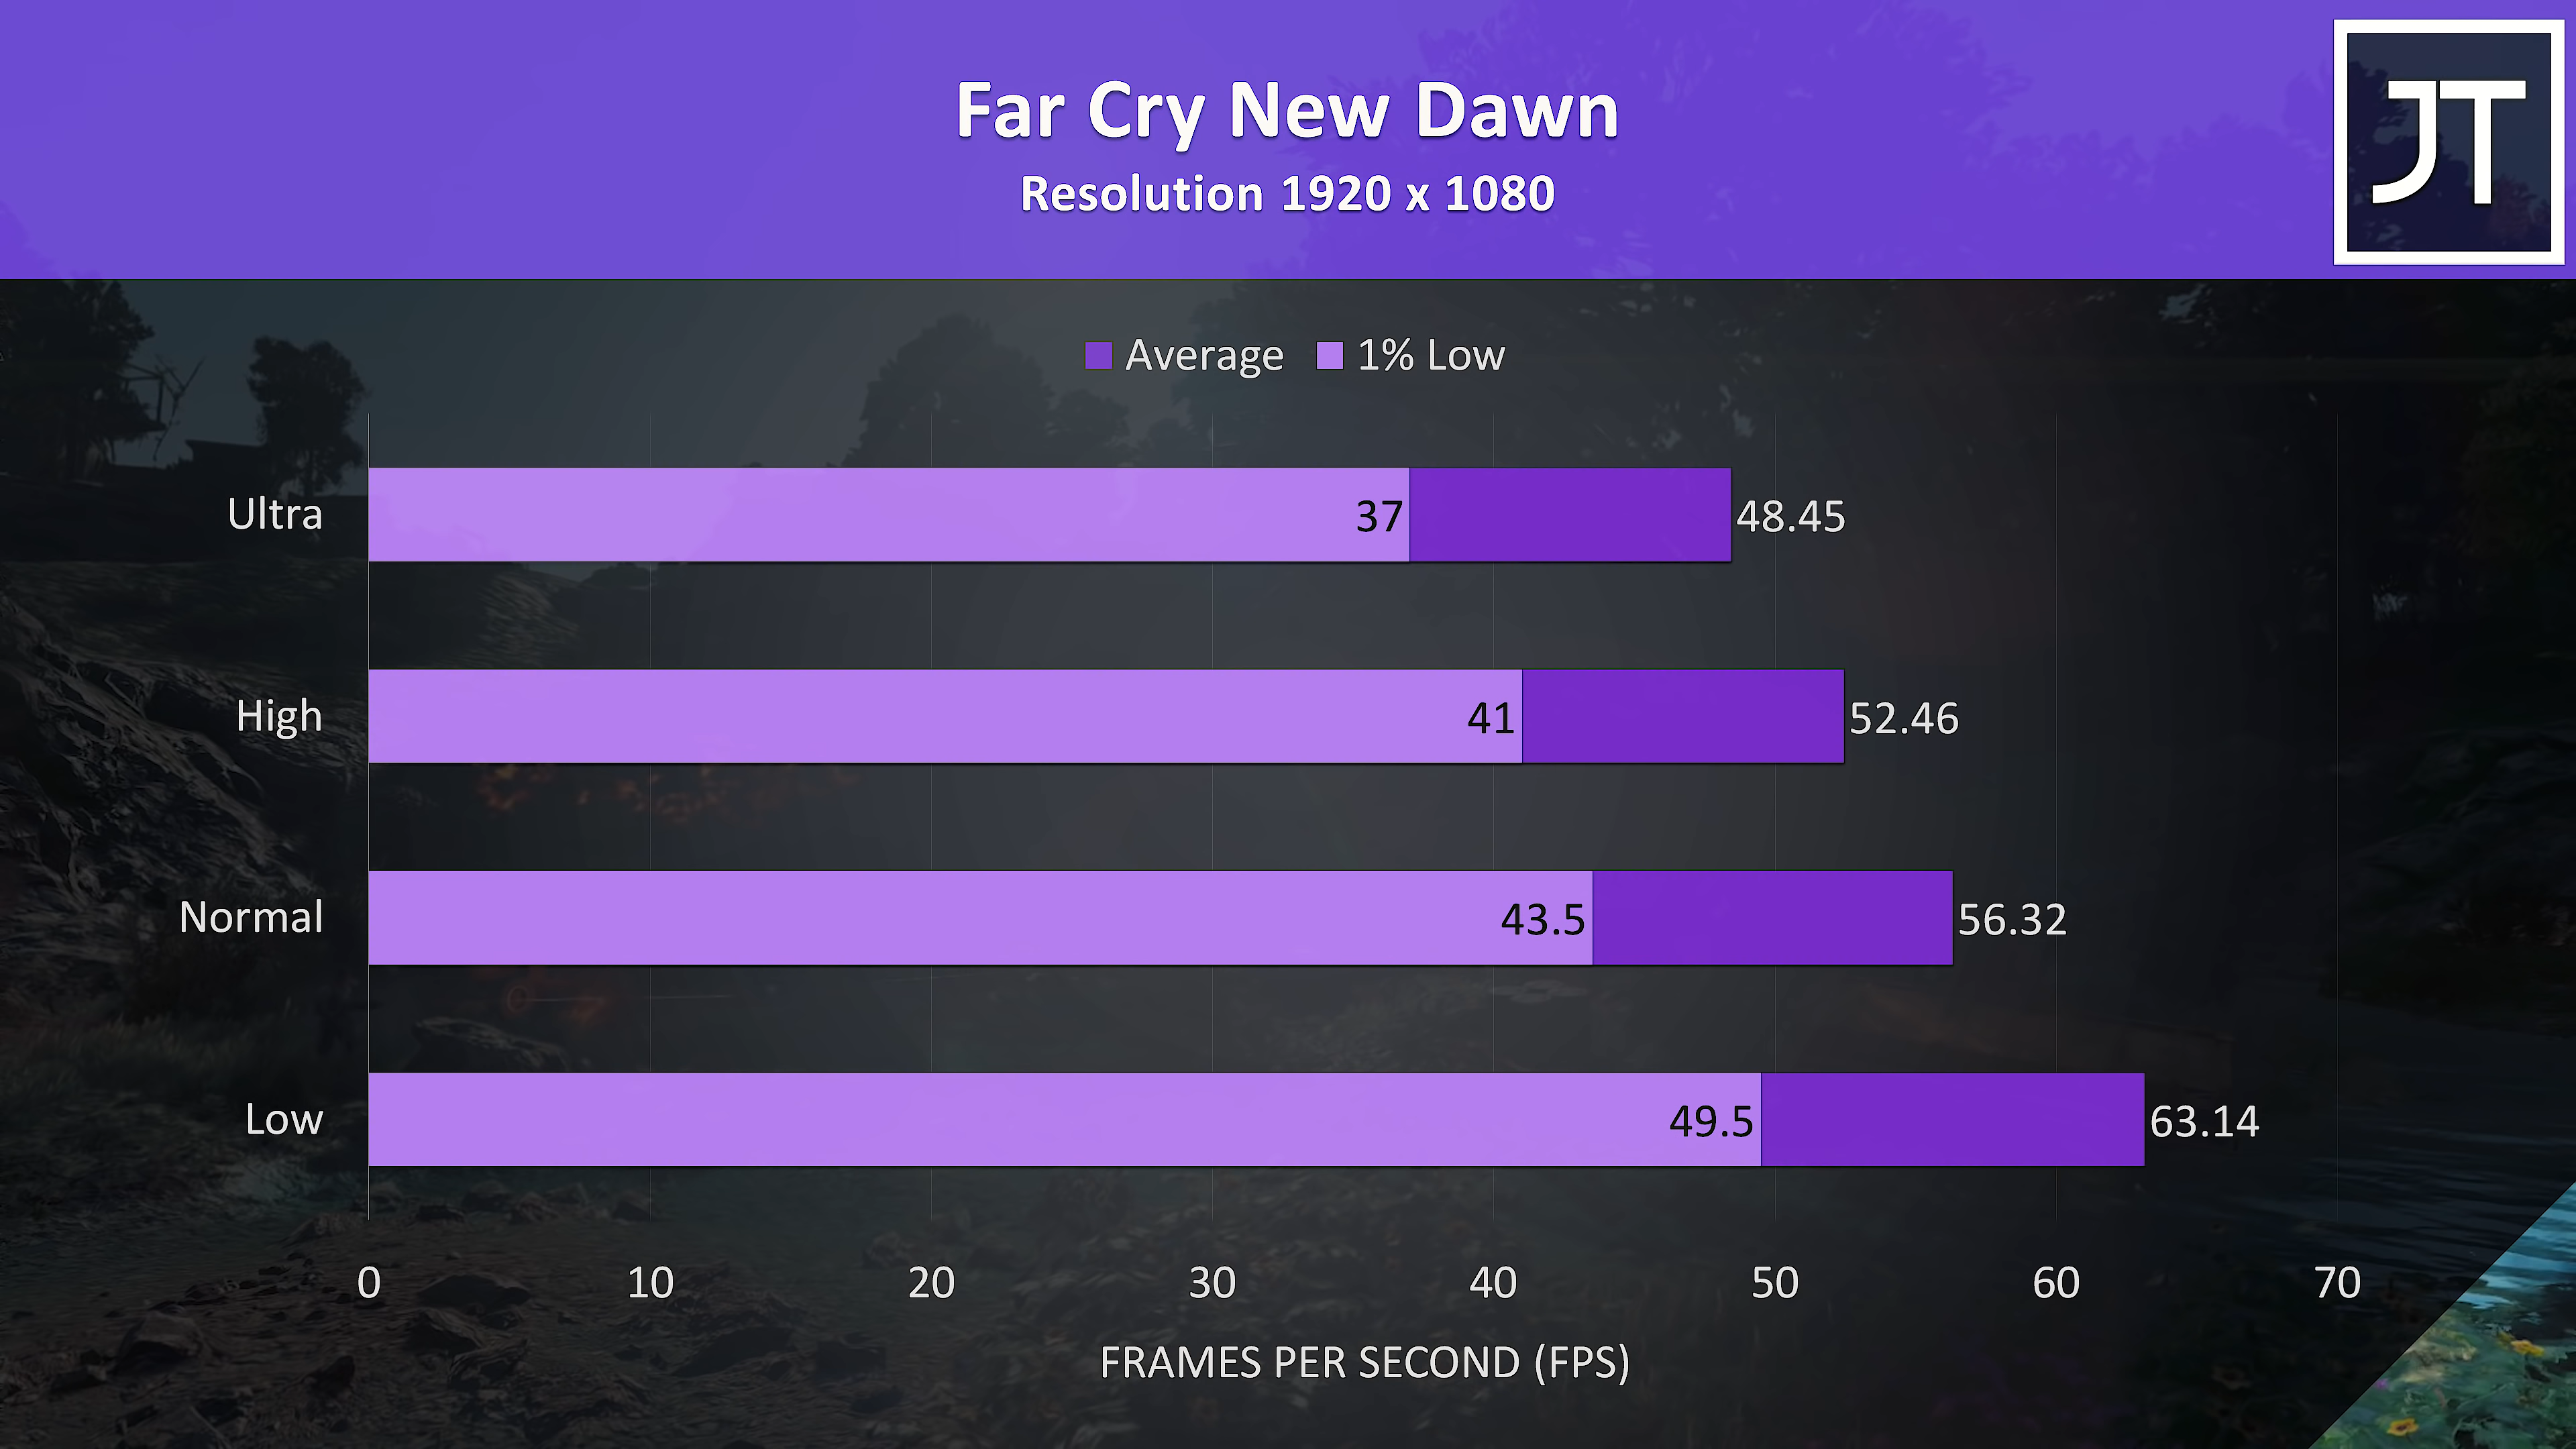 Far Cry New Dawn
Resolution 1920 x 1080
JT
Average 1% Low
Ultra 37 48.45
High 41 52.46
Normal 43.5 56.32
Low 49.5 63.14
0 10 20 30 40 50 60 70
FRAMES PER SECOND (FPS)